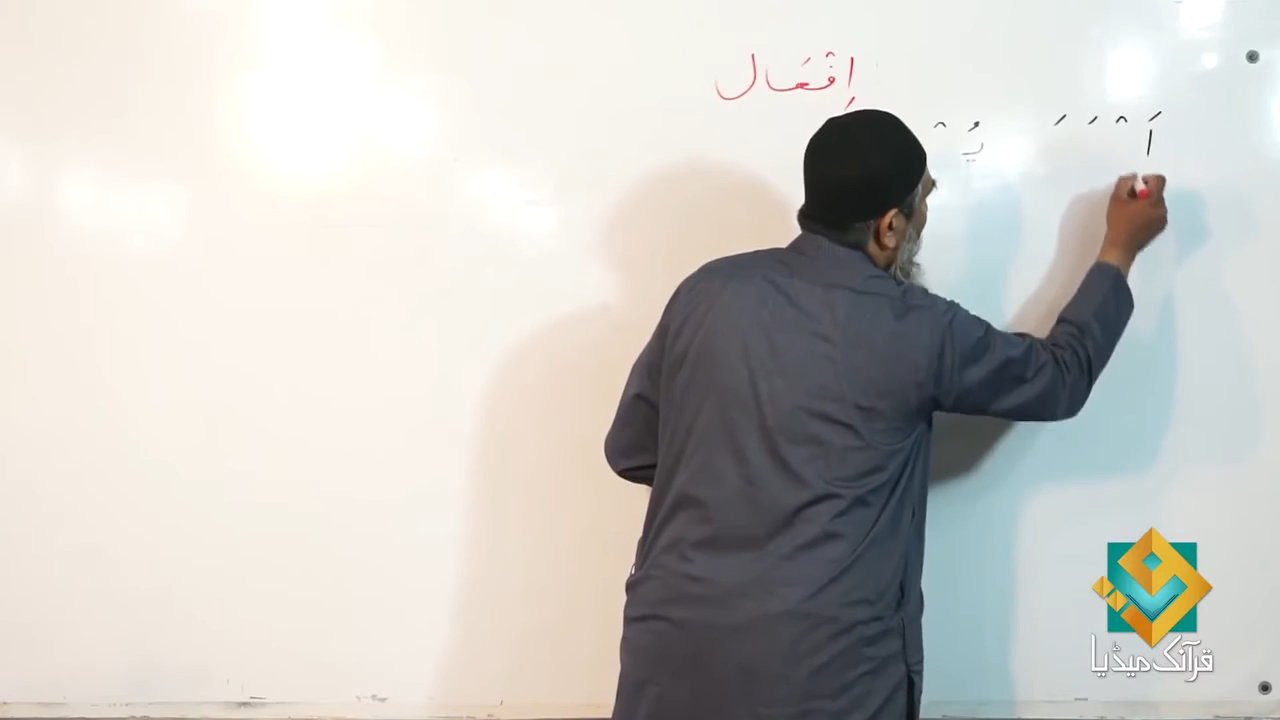 إِفْعَال
أَ ْ َ َ يُ ْ
قرآنک میڈیا